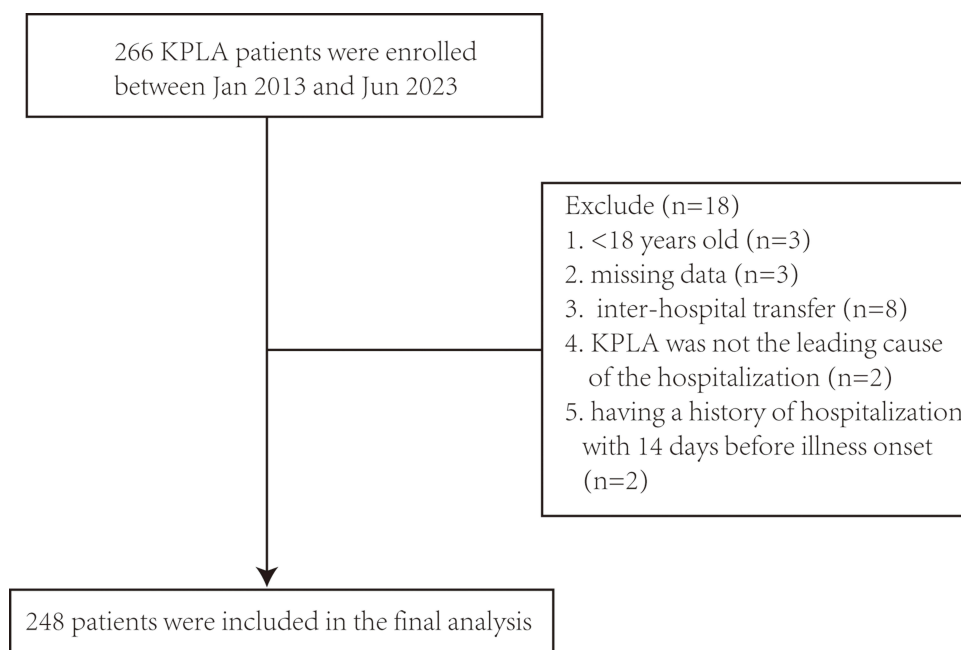 266 KPLA patients were enrolled
between Jan 2013 and Jun 2023
Exclude (n=18)
1. <18 years old (n=3)
2. missing data (n=3)
3. inter-hospital transfer (n=8)
4. KPLA was not the leading cause
of the hospitalization (n=2)
5. having a history of hospitalization
with 14 days before illness onset
(n=2)
248 patients were included in the final analysis